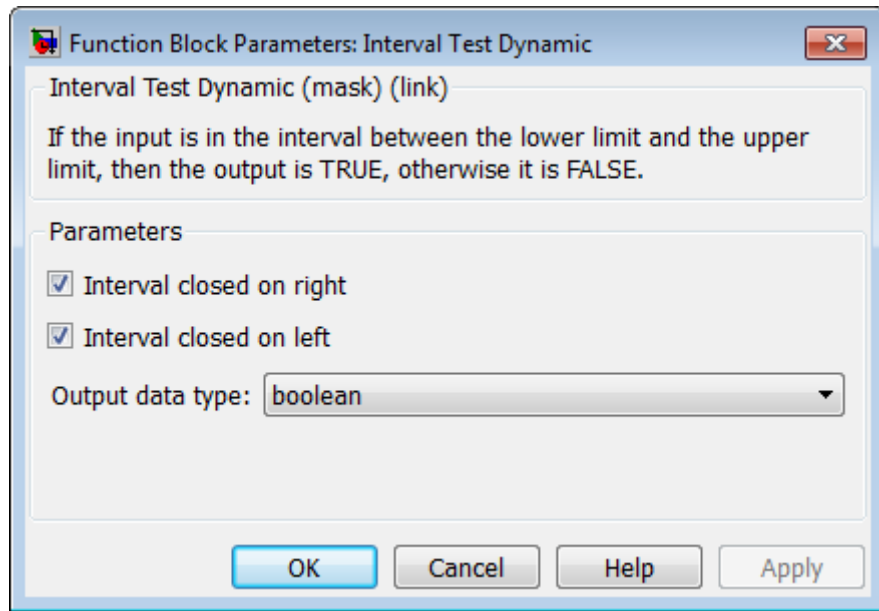 Function Block Parameters: Interval Test Dynamic
Interval Test Dynamic (mask) (link)
If the input is in the interval between the lower limit and the upper
limit, then the output is TRUE, otherwise it is FALSE.
Parameters
Interval closed on right
Interval closed on left
Output data type: boolean
OK Cancel Help Apply